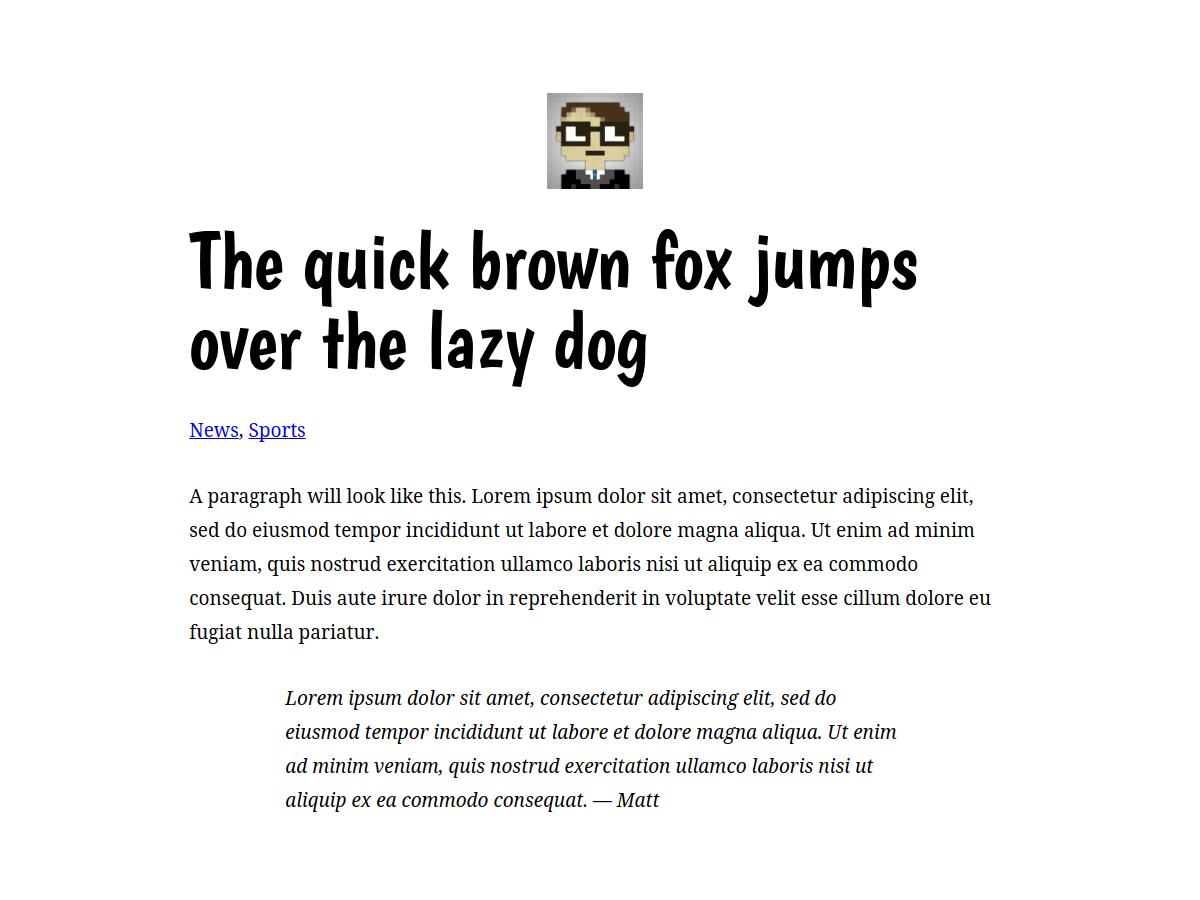 The quick brown fox jumps
over the lazy dog
News, Sports
A paragraph will look like this. Lorem ipsum dolor sit amet, consectetur adipiscing elit,
sed do eiusmod tempor incididunt ut labore et dolore magna aliqua. Ut enim ad minim
veniam, quis nostrud exercitation ullamco laboris nisi ut aliquip ex ea commodo
consequat. Duis aute irure dolor in reprehenderit in voluptate velit esse cillum dolore eu
fugiat nulla pariatur.
Lorem ipsum dolor sit amet, consectetur adipiscing elit, sed do
eiusmod tempor incididunt ut labore et dolore magna aliqua. Ut enim
ad minim veniam, quis nostrud exercitation ullamco laboris nisi ut
aliquip ex ea commodo consequat. — Matt